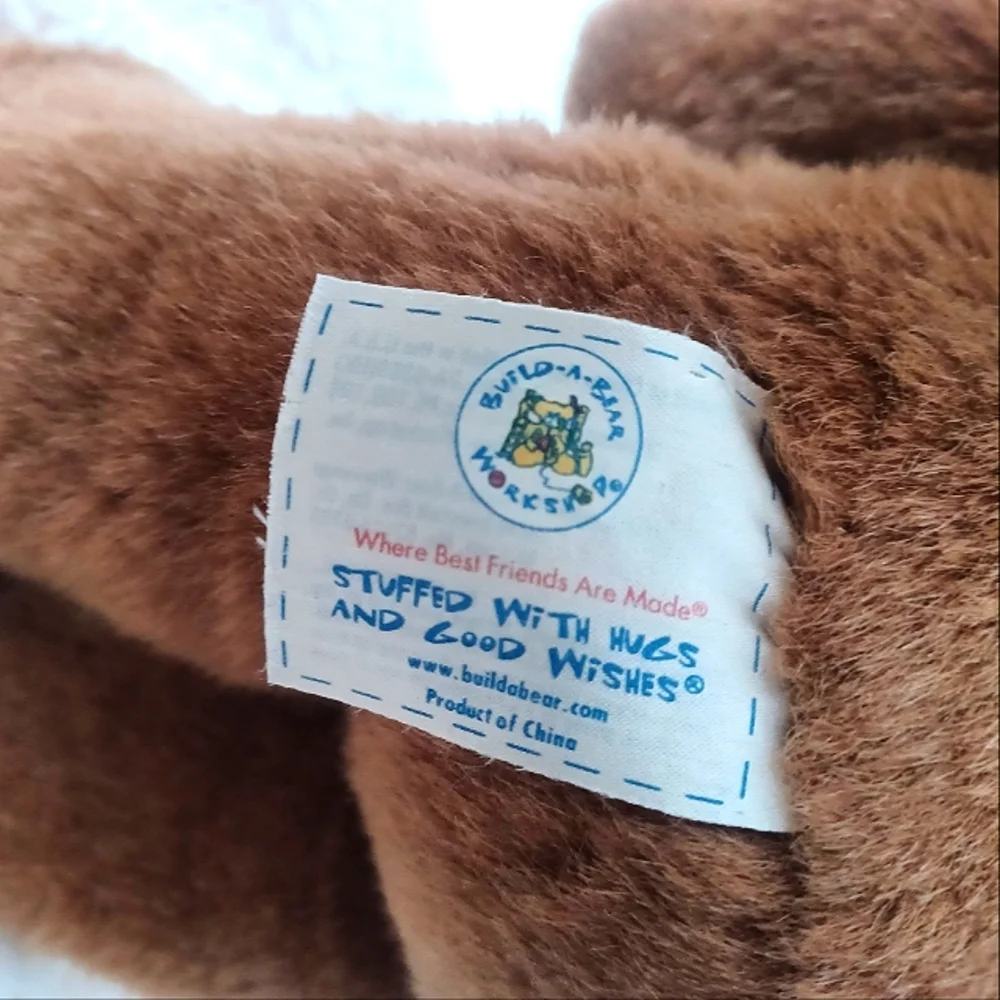 BUiLD-A-BEAR
WORKSHOP®
Where Best Friends Are Made®
STUFFED WiTH HUGS
AND GOOD WiSHES®
www.buildabear.com
Product of China